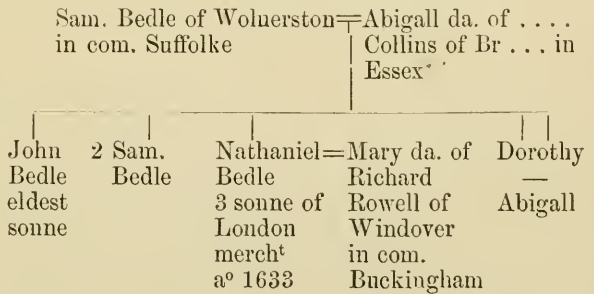 Sam. Bedle of Woluerston=Abigall da. of . . . .
in com. Suffolke
Collins of Br . . . in
Essex
John
Bedle
eldest
sonne
2 Sam.
Bedle
Nathaniel=Mary da. of
Bedle
3 sonne of
London
mercht
ao 1633
Richard
Rowell of
Windover
in com.
Buckingham
Dorothy
—
Abigall